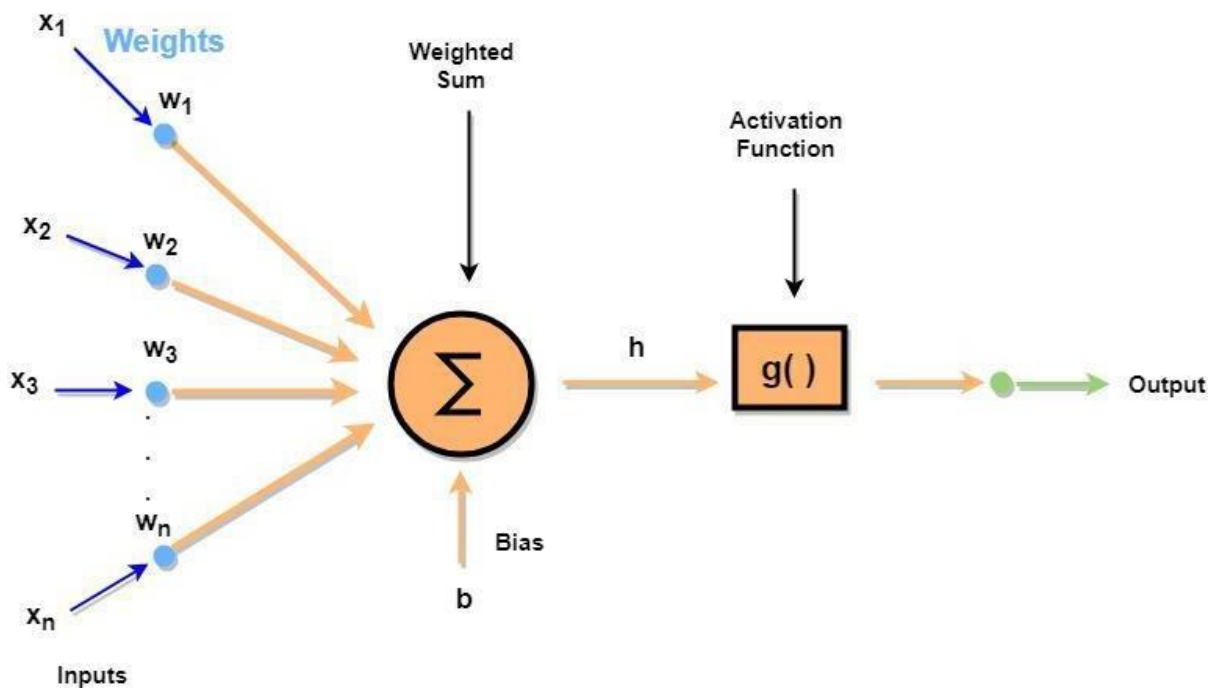 x1
Weights
w1
Weighted
Sum
Activation
Function
x2
w2
w3
x3
Σ
h
g( )
Output
.
.
.
wn
Bias
b
xn
Inputs